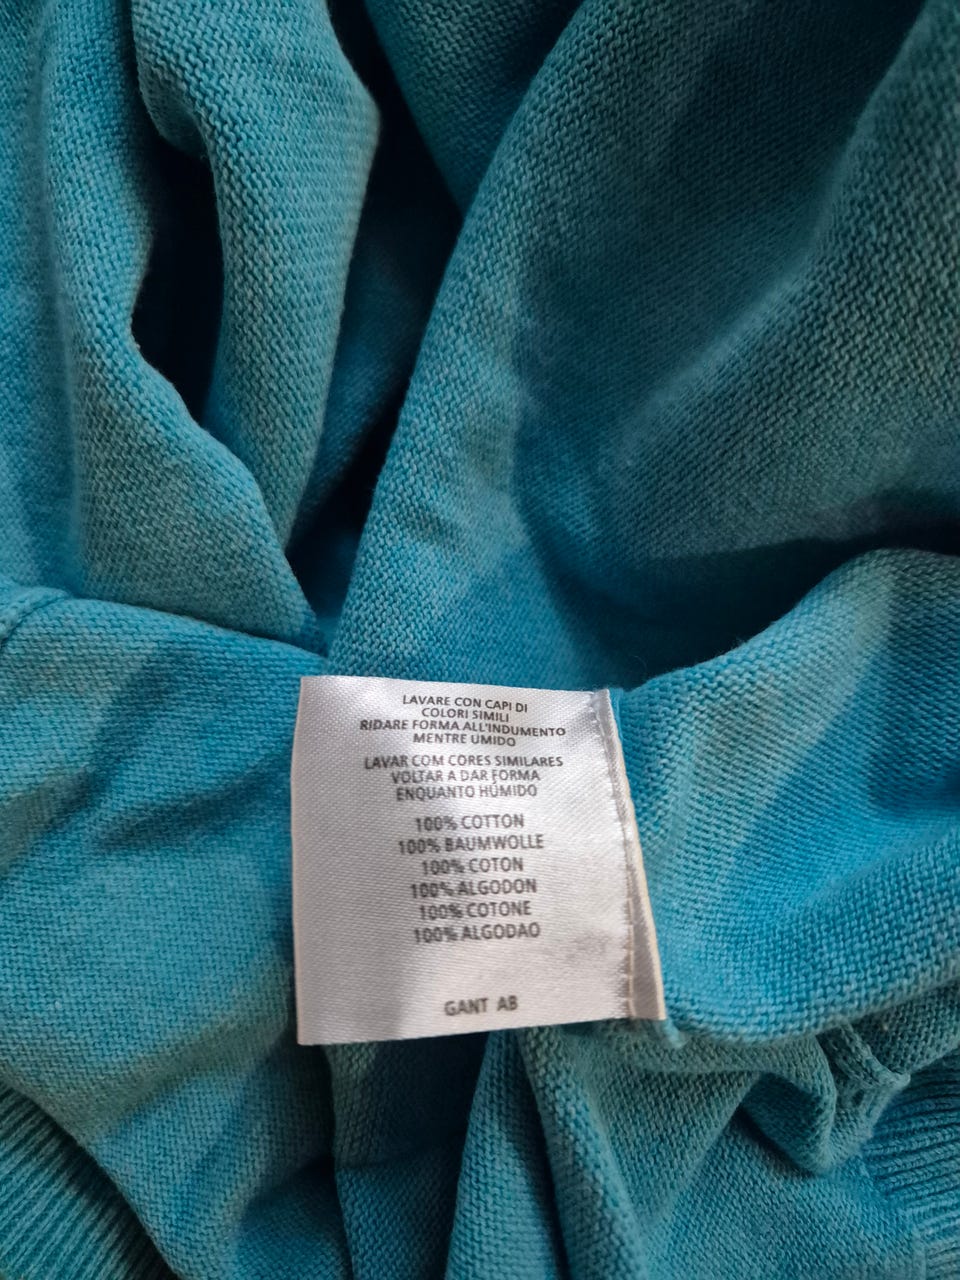 LAVARE CON CAPI DI
COLORI SIMILI
RIDARE FORMA ALL'INDUMENTO
MENTRE UMIDO
LAVAR COM CORES SIMILARES
VOLTAR A DAR FORMA
ENQUANTO HÚMIDO
100% COTTON
100% BAUMWOLLE
100% COTON
100% ALGODON
100% COTONE
100% ALGODAO
GANT AB